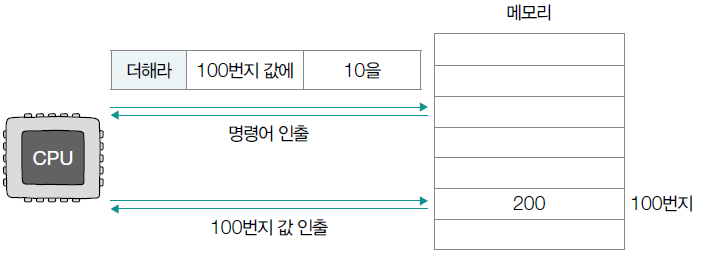 메모리
더해라 100번지 값에 10을
명령어 인출
CPU
200 100번지
100번지 값 인출